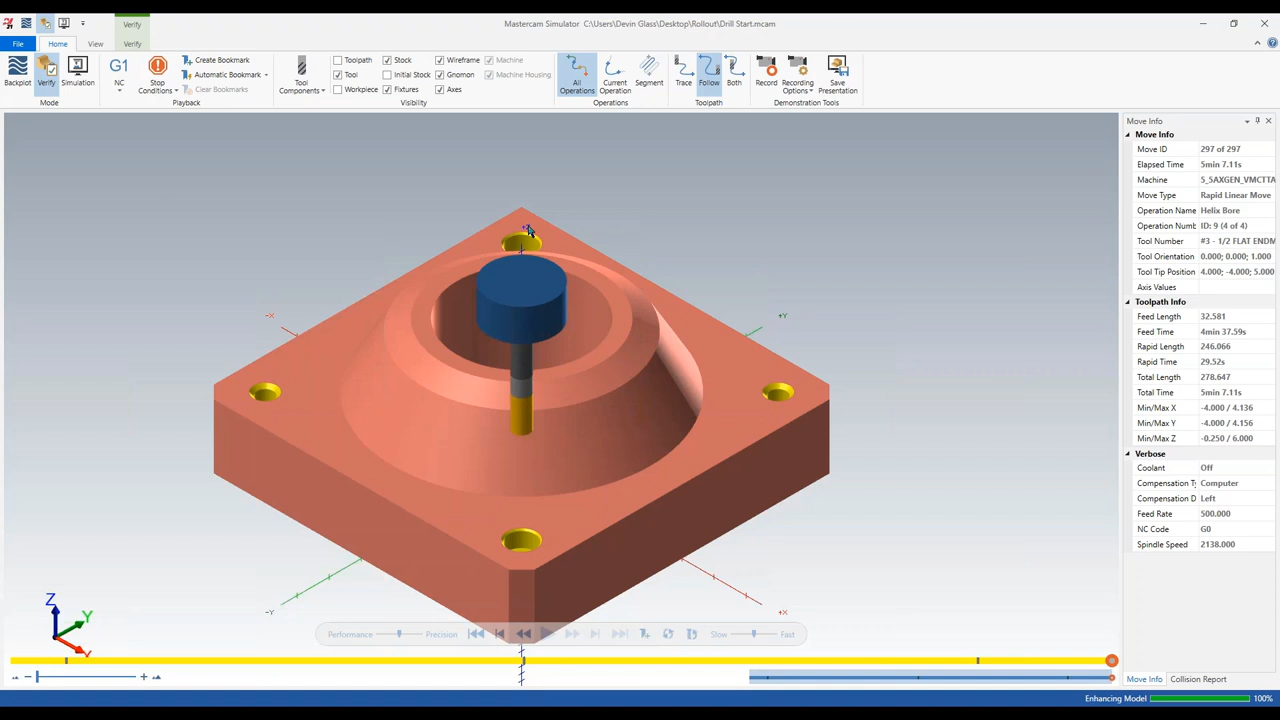 Verify
Mastercam Simulator C:\Users\Devin Glass\Desktop\Rollout\Drill Start.mcam
File
Home
View
Verify
Backplot
Verify
Simulation
Mode
G1
NC
Stop
Conditions
Create Bookmark
Automatic Bookmark
Clear Bookmarks
Playback
Tool
Components
Toolpath
Tool
Workpiece
Stock
Initial Stock
Fixtures
Wireframe
Gnomon
Axes
Machine
Machine Housing
Visibility
All
Operations
Current
Operation
Segment
Operations
Trace
Follow
Both
Toolpath
Record
Recording
Options
Save
Presentation
Demonstration Tools
-X
+Y
-Y
+X
Z
Y
Performance
Precision
Slow
Fast
Move Info
Move Info
Move ID 297 of 297
Elapsed Time 5min 7.11s
Machine 5_5AXGEN_VMCTTA
Move Type Rapid Linear Move
Operation Name Helix Bore
Operation Numb ID: 9 (4 of 4)
Tool Number #3 - 1/2 FLAT ENDM
Tool Orientation 0.000; 0.000; 1.000
Tool Tip Position 4.000; -4.000; 5.000
Axis Values
Toolpath Info
Feed Length 32.581
Feed Time 4min 37.59s
Rapid Length 246.066
Rapid Time 29.52s
Total Length 278.647
Total Time 5min 7.11s
Min/Max X -4.000 / 4.136
Min/Max Y -4.000 / 4.156
Min/Max Z -0.250 / 6.000
Verbose
Coolant Off
Compensation Ty Computer
Compensation D Left
Feed Rate 500.000
NC Code G0
Spindle Speed 2138.000
Move Info
Collision Report
Enhancing Model
100%